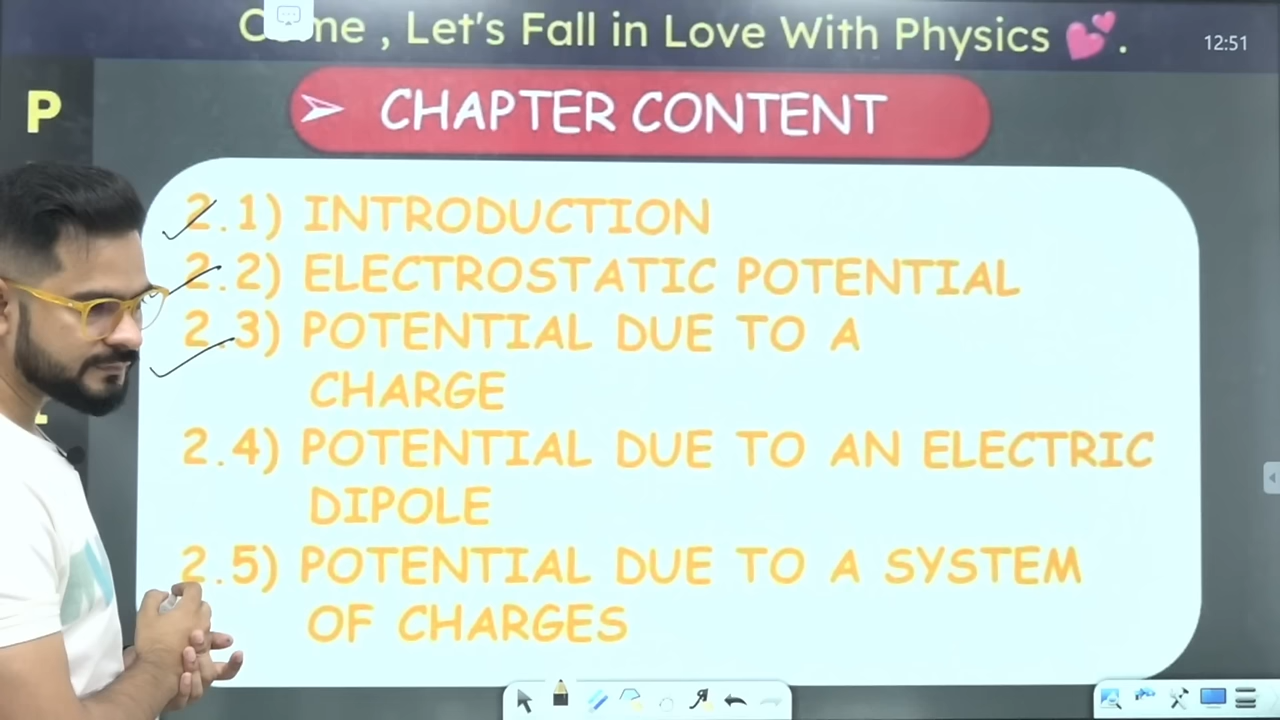 Come , Let's Fall in Love With Physics 💕 .
12:51
P
➢ CHAPTER CONTENT
2.1) INTRODUCTION
2.2) ELECTROSTATIC POTENTIAL
2.3) POTENTIAL DUE TO A
CHARGE
2.4) POTENTIAL DUE TO AN ELECTRIC
DIPOLE
2.5) POTENTIAL DUE TO A SYSTEM
OF CHARGES